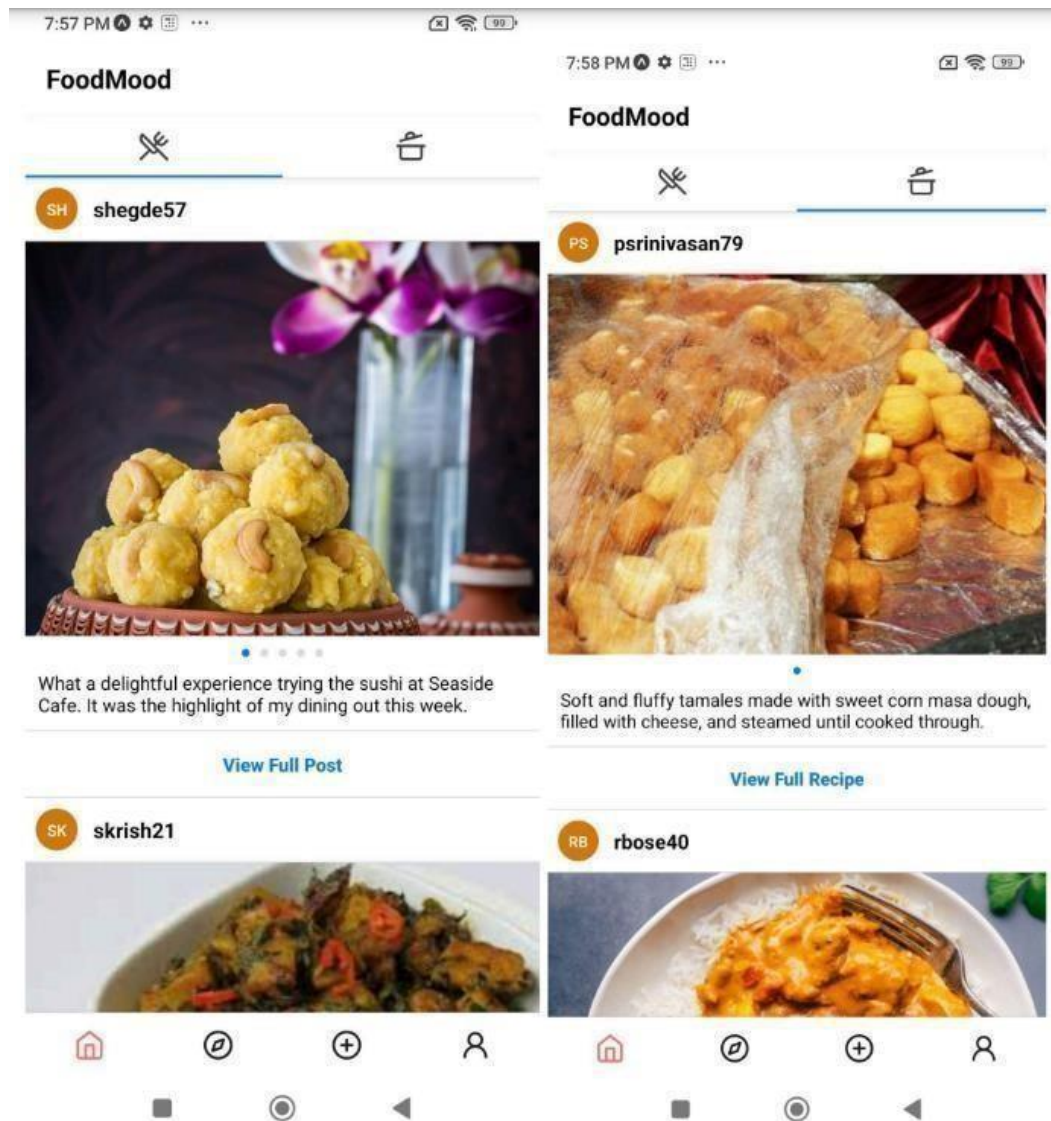 7:57 PM
99
FoodMood
SH shegde57
What a delightful experience trying the sushi at Seaside
Cafe. It was the highlight of my dining out this week.
View Full Post
SK skrish21
7:58 PM
99
FoodMood
PS psrinivasan79
Soft and fluffy tamales made with sweet corn masa dough,
filled with cheese, and steamed until cooked through.
View Full Recipe
RB rbose40